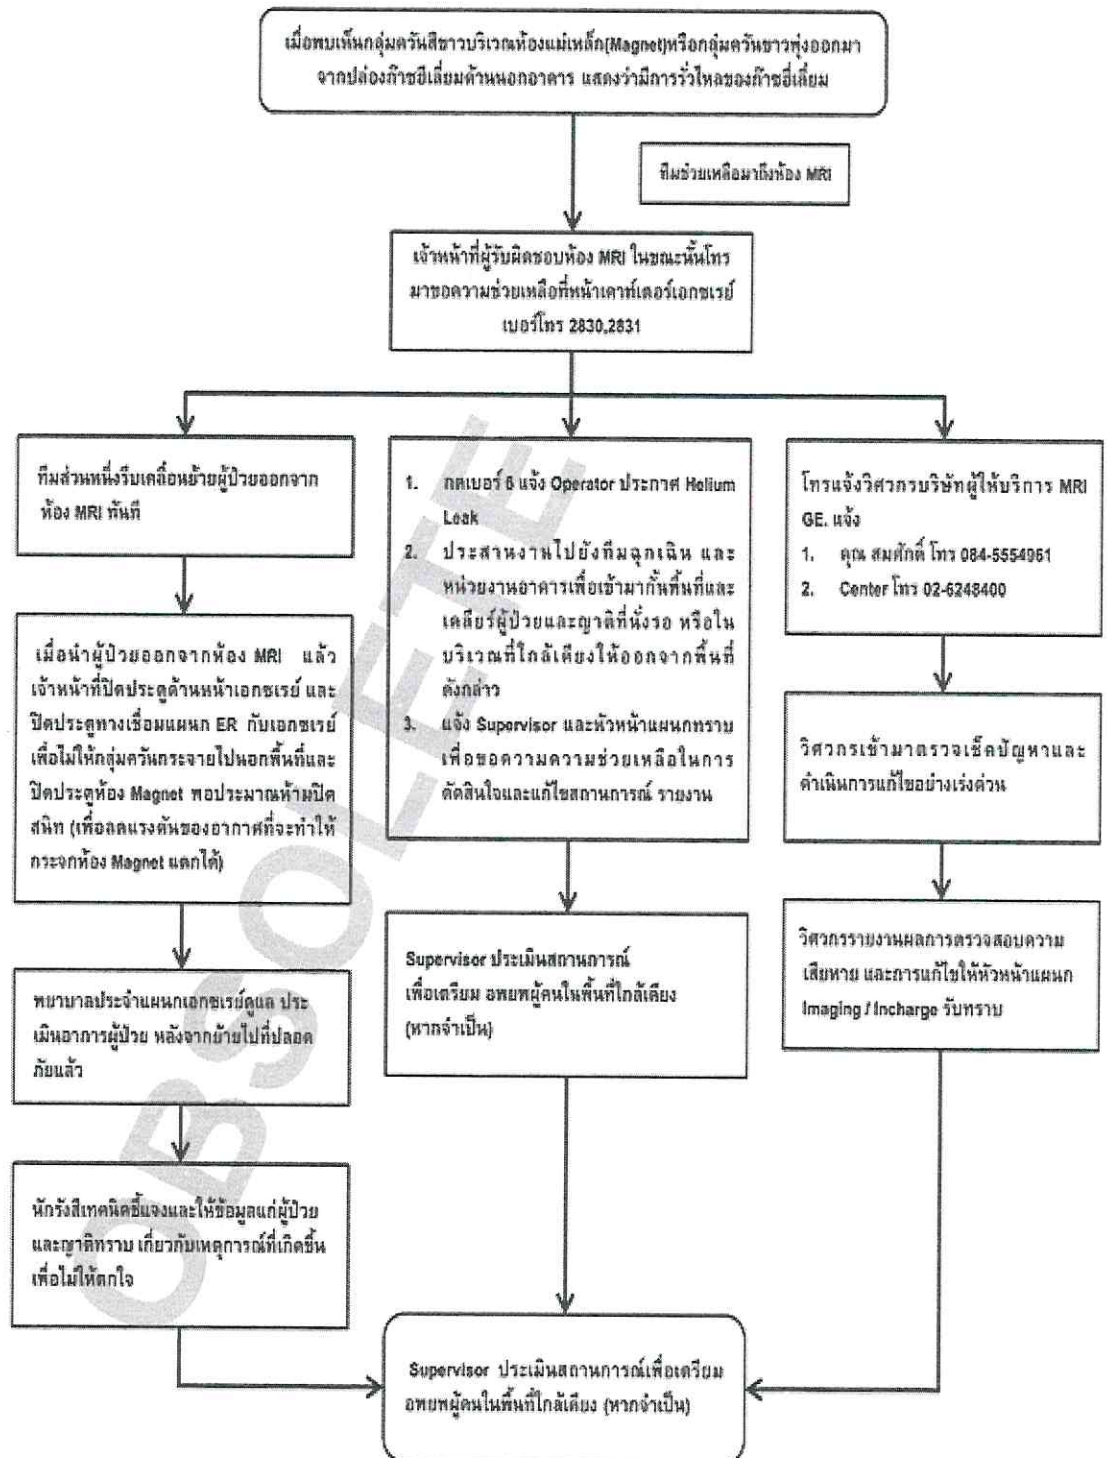 เมื่อพบเห็นกลุ่มควันสีขาวบริเวณห้องแม่เหล็ก(Magnet)หรือกลุ่มควันขาวพุ่งออกมา
จากปล่องก๊าซฮีเลี่ยมด้านนอกอาคาร แสดงว่ามีการรั่วไหลของก๊าซฮีเลี่ยม
ทีมช่วยเหลือมาถึงห้อง MRI
เจ้าหน้าที่ผู้รับผิดชอบห้อง MRI ในขณะนั้นโทร
มาขอความช่วยเหลือที่หน้าเคาท์เตอร์เอกซเรย์
เบอร์โทร 2830,2831
ทีมส่วนหนึ่งรีบเคลื่อนย้ายผู้ป่วยออกจาก
ห้อง MRI ทันที
เมื่อนำผู้ป่วยออกจากห้อง MRI แล้ว
เจ้าหน้าที่ปิดประตูด้านหน้าเอกซเรย์ และ
ปิดประตูทางเชื่อมแผนก ER กับเอกซเรย์
เพื่อไม่ให้กลุ่มควันกระจายไปนอกพื้นที่และ
ปิดประตูห้อง Magnet พอประมาณห้ามปิด
สนิท (เพื่อลดแรงดันของอากาศที่จะทำให้
กระจกห้อง Magnet แตกได้)
พยาบาลประจำแผนกเอกซเรย์ดูแล ประ
เมินอาการผู้ป่วย หลังจากย้ายไปที่ปลอด
ภัยแล้ว
นักรังสีเทคนิคชี้แจงและให้ข้อมูลแก่ผู้ป่วย
และญาติทราบ เกี่ยวกับเหตุการณ์ที่เกิดขึ้น
เพื่อไม่ให้ตกใจ
1. กดเบอร์ 6 แจ้ง Operator ประกาศ Helium
Leak
2. ประสานงานไปยังทีมฉุกเฉิน และ
หน่วยงานอาคารเพื่อเข้ามากั้นพื้นที่และ
เคลียร์ผู้ป่วยและญาติที่นั่งรอ หรือใน
บริเวณที่ใกล้เคียงให้ออกจากพื้นที่
ดังกล่าว
3. แจ้ง Supervisor และหัวหน้าแผนกทราบ
เพื่อขอความความช่วยเหลือในการ
ตัดสินใจและแก้ไขสถานการณ์ รายงาน
Supervisor ประเมินสถานการณ์
เพื่อเตรียม อพยพผู้คนในพื้นที่ใกล้เคียง
(หากจำเป็น)
โทรแจ้งวิศวกรบริษัทผู้ให้บริการ MRI
GE. แจ้ง
1. คุณ สมศักดิ์ โทร 084-5554961
2. Center โทร 02-6248400
วิศวกรเข้ามาตรวจเช็คปัญหาและ
ดำเนินการแก้ไขอย่างเร่งด่วน
วิศวกรรายงานผลการตรวจสอบความ
เสียหาย และการแก้ไขให้หัวหน้าแผนก
Imaging / Incharge รับทราบ
Supervisor ประเมินสถานการณ์เพื่อเตรียม
อพยพผู้คนในพื้นที่ใกล้เคียง (หากจำเป็น)
OBSOLETE